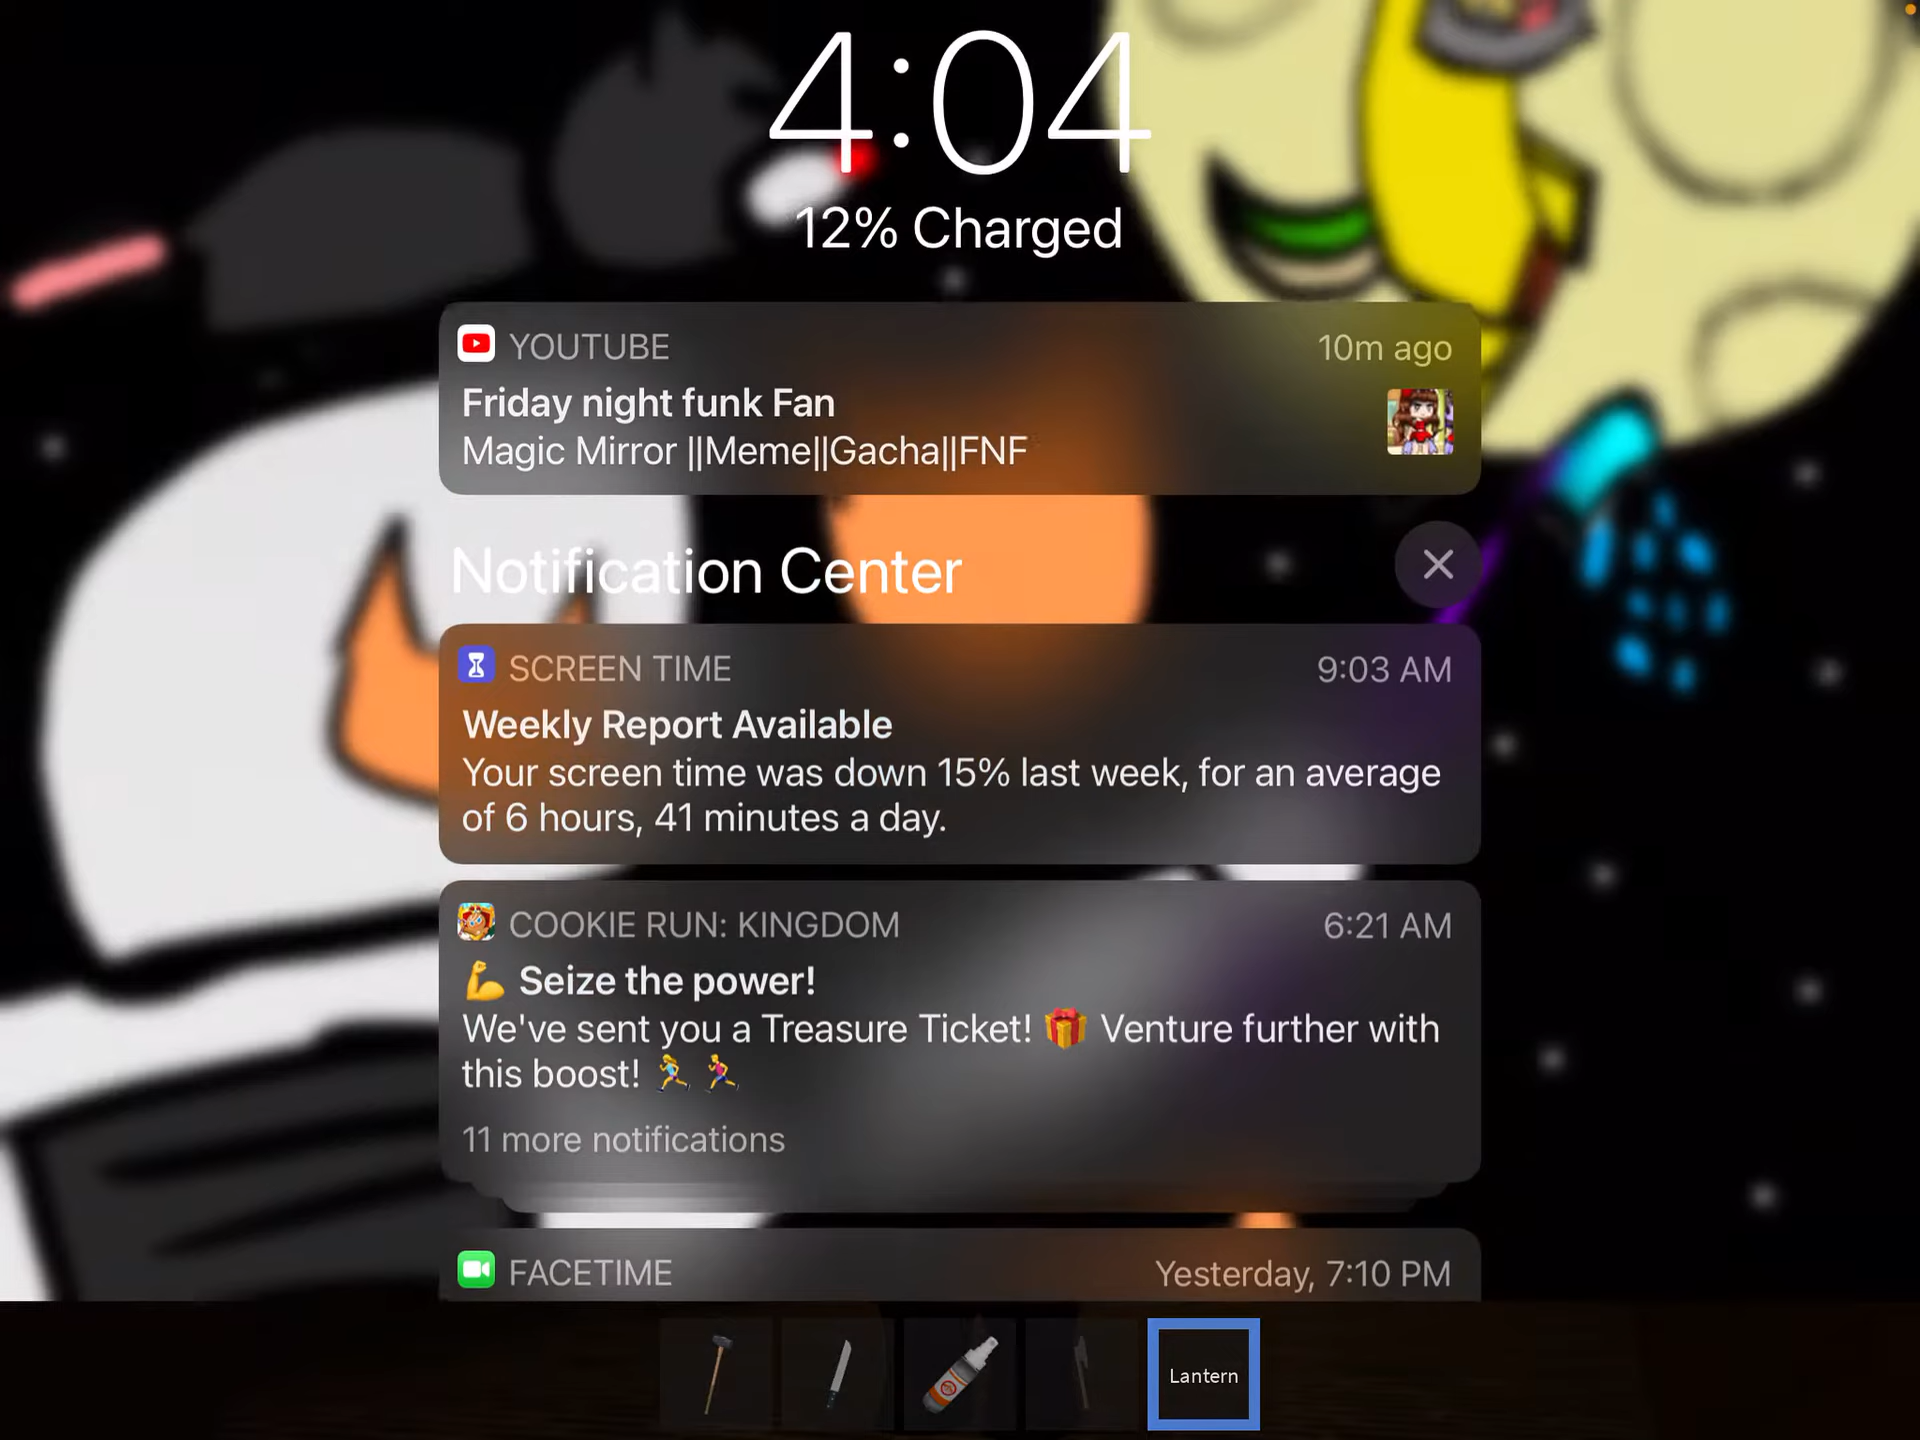 4:04
12% Charged
YOUTUBE
10m ago
Friday night funk Fan
Magic Mirror ||Meme||Gacha||FNF
Notification Center
SCREEN TIME
9:03 AM
Weekly Report Available
Your screen time was down 15% last week, for an average
of 6 hours, 41 minutes a day.
COOKIE RUN: KINGDOM
6:21 AM
💪 Seize the power!
We've sent you a Treasure Ticket! 🎁 Venture further with
this boost! 🏃‍♀️ 🏃
11 more notifications
FACETIME
Yesterday, 7:10 PM
Lantern